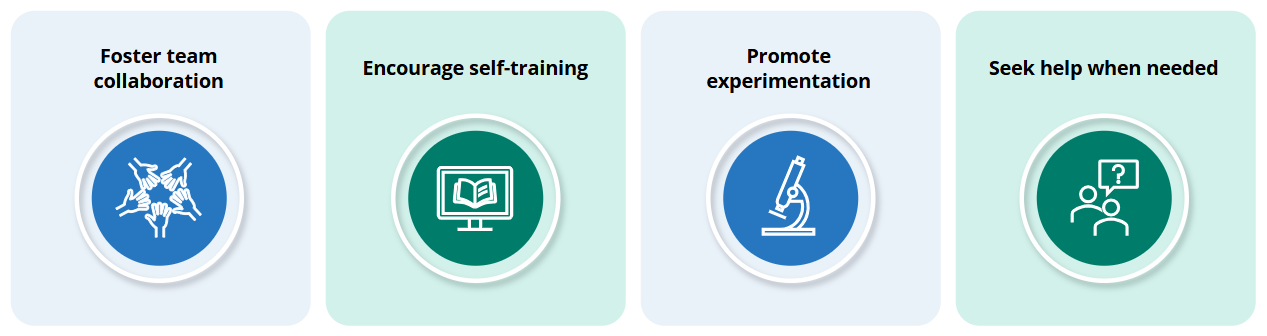 Foster team
collaboration
Encourage self-training
Promote
experimentation
Seek help when needed
?